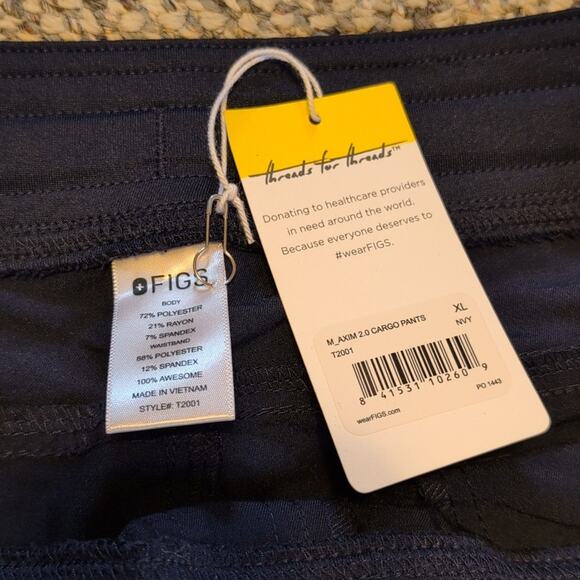 FIGS
BODY
72% POLYESTER
21% RAYON
7% SPANDEX
WAISTBAND
88% POLYESTER
12% SPANDEX
100% AWESOME
MADE IN VIETNAM
STYLE#: T2001
threads for threads™
Donating to healthcare providers
in need around the world.
Because everyone deserves to
#wearFIGS.
M_AXIM 2.0 CARGO PANTS XL
T2001 NVY
8 41531 10260 9
wearFIGS.com PO 1443